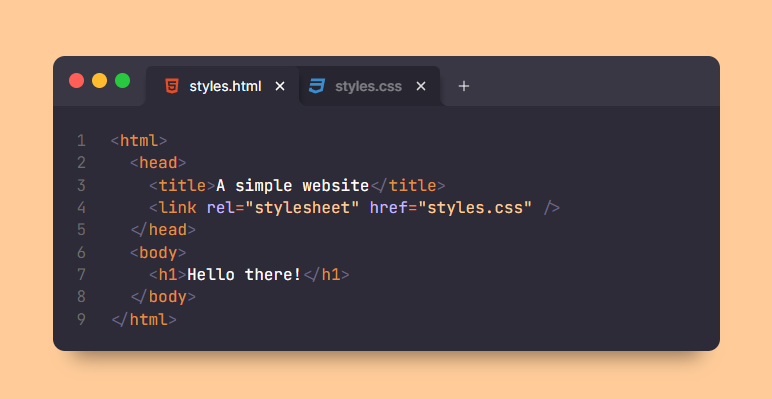 styles.html × styles.css × +
1 <html>
2   <head>
3     <title>A simple website</title>
4     <link rel="stylesheet" href="styles.css" />
5   </head>
6   <body>
7     <h1>Hello there!</h1>
8   </body>
9 </html>